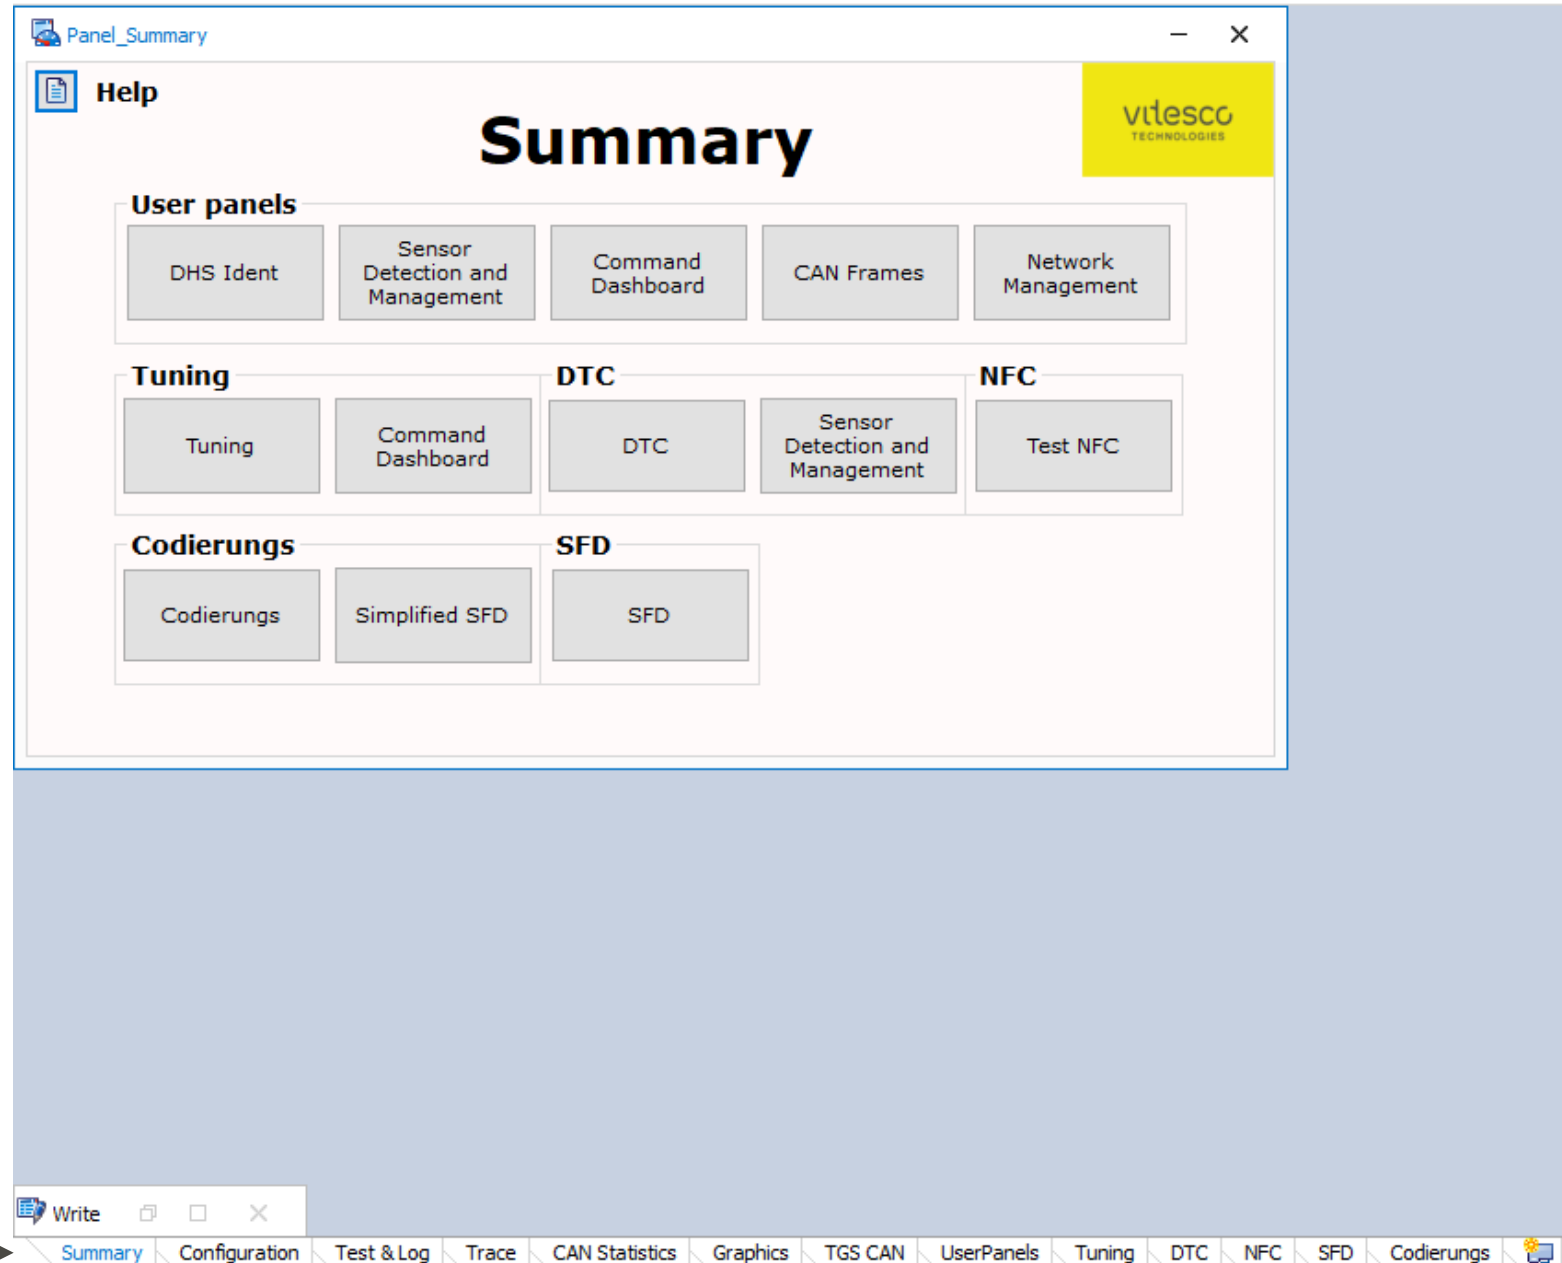 Panel_Summary
Help
vitesco
TECHNOLOGIES
Summary
User panels
DHS Ident
Sensor
Detection and
Management
Command
Dashboard
CAN Frames
Network
Management
Tuning
DTC
NFC
Tuning
Command
Dashboard
DTC
Sensor
Detection and
Management
Test NFC
Codierungs
SFD
Codierungs
Simplified SFD
SFD
Write
Summary Configuration Test & Log Trace CAN Statistics Graphics TGS CAN UserPanels Tuning DTC NFC SFD Codierungs